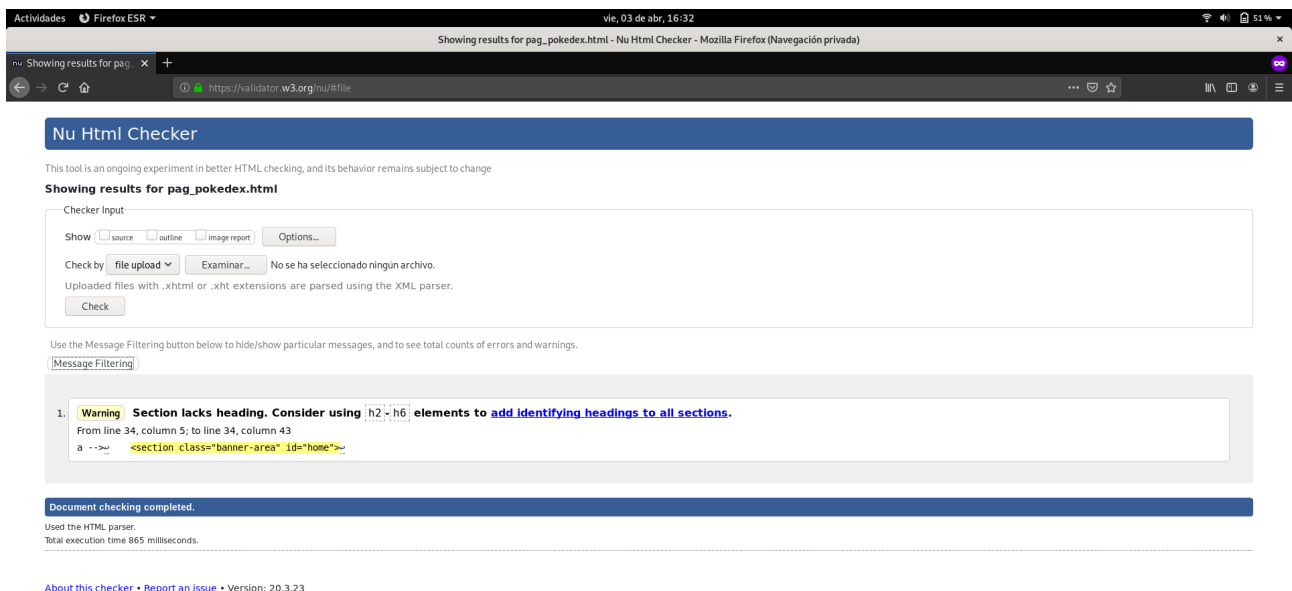 Actividades Firefox ESR vie, 03 de abr, 16:32 51 %
Showing results for pag_pokedex.html - Nu Html Checker - Mozilla Firefox (Navegación privada)
nu Showing results for pag_
https://validator.w3.org/nu/#file
Nu Html Checker
This tool is an ongoing experiment in better HTML checking, and its behavior remains subject to change
Showing results for pag_pokedex.html
Checker Input
Show source outline image report Options...
Check by file upload Examinar... No se ha seleccionado ningún archivo.
Uploaded files with .xhtml or .xht extensions are parsed using the XML parser.
Check
Use the Message Filtering button below to hide/show particular messages, and to see total counts of errors and warnings.
Message Filtering
1. Warning Section lacks heading. Consider using h2-h6 elements to add identifying headings to all sections.
From line 34, column 5; to line 34, column 43
a -->↩ <section class="banner-area" id="home">↩
Document checking completed.
Used the HTML parser.
Total execution time 865 milliseconds.
About this checker • Report an issue • Version: 20.3.23